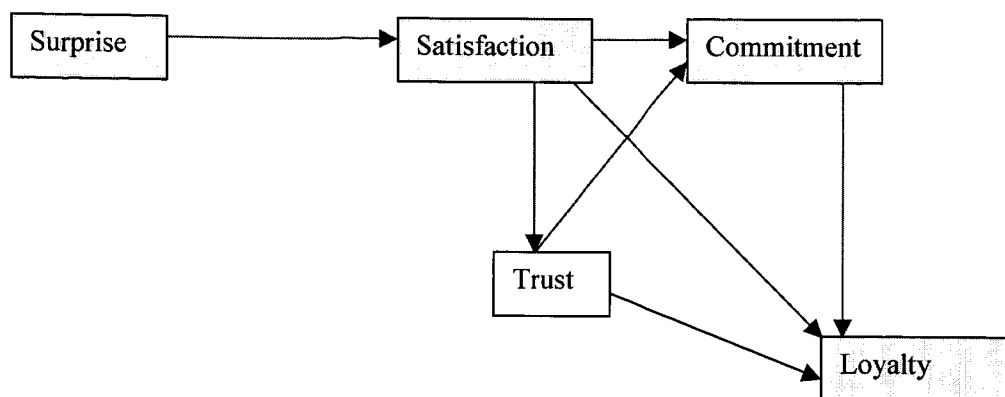 Surprise
Satisfaction
Commitment
Trust
Loyalty